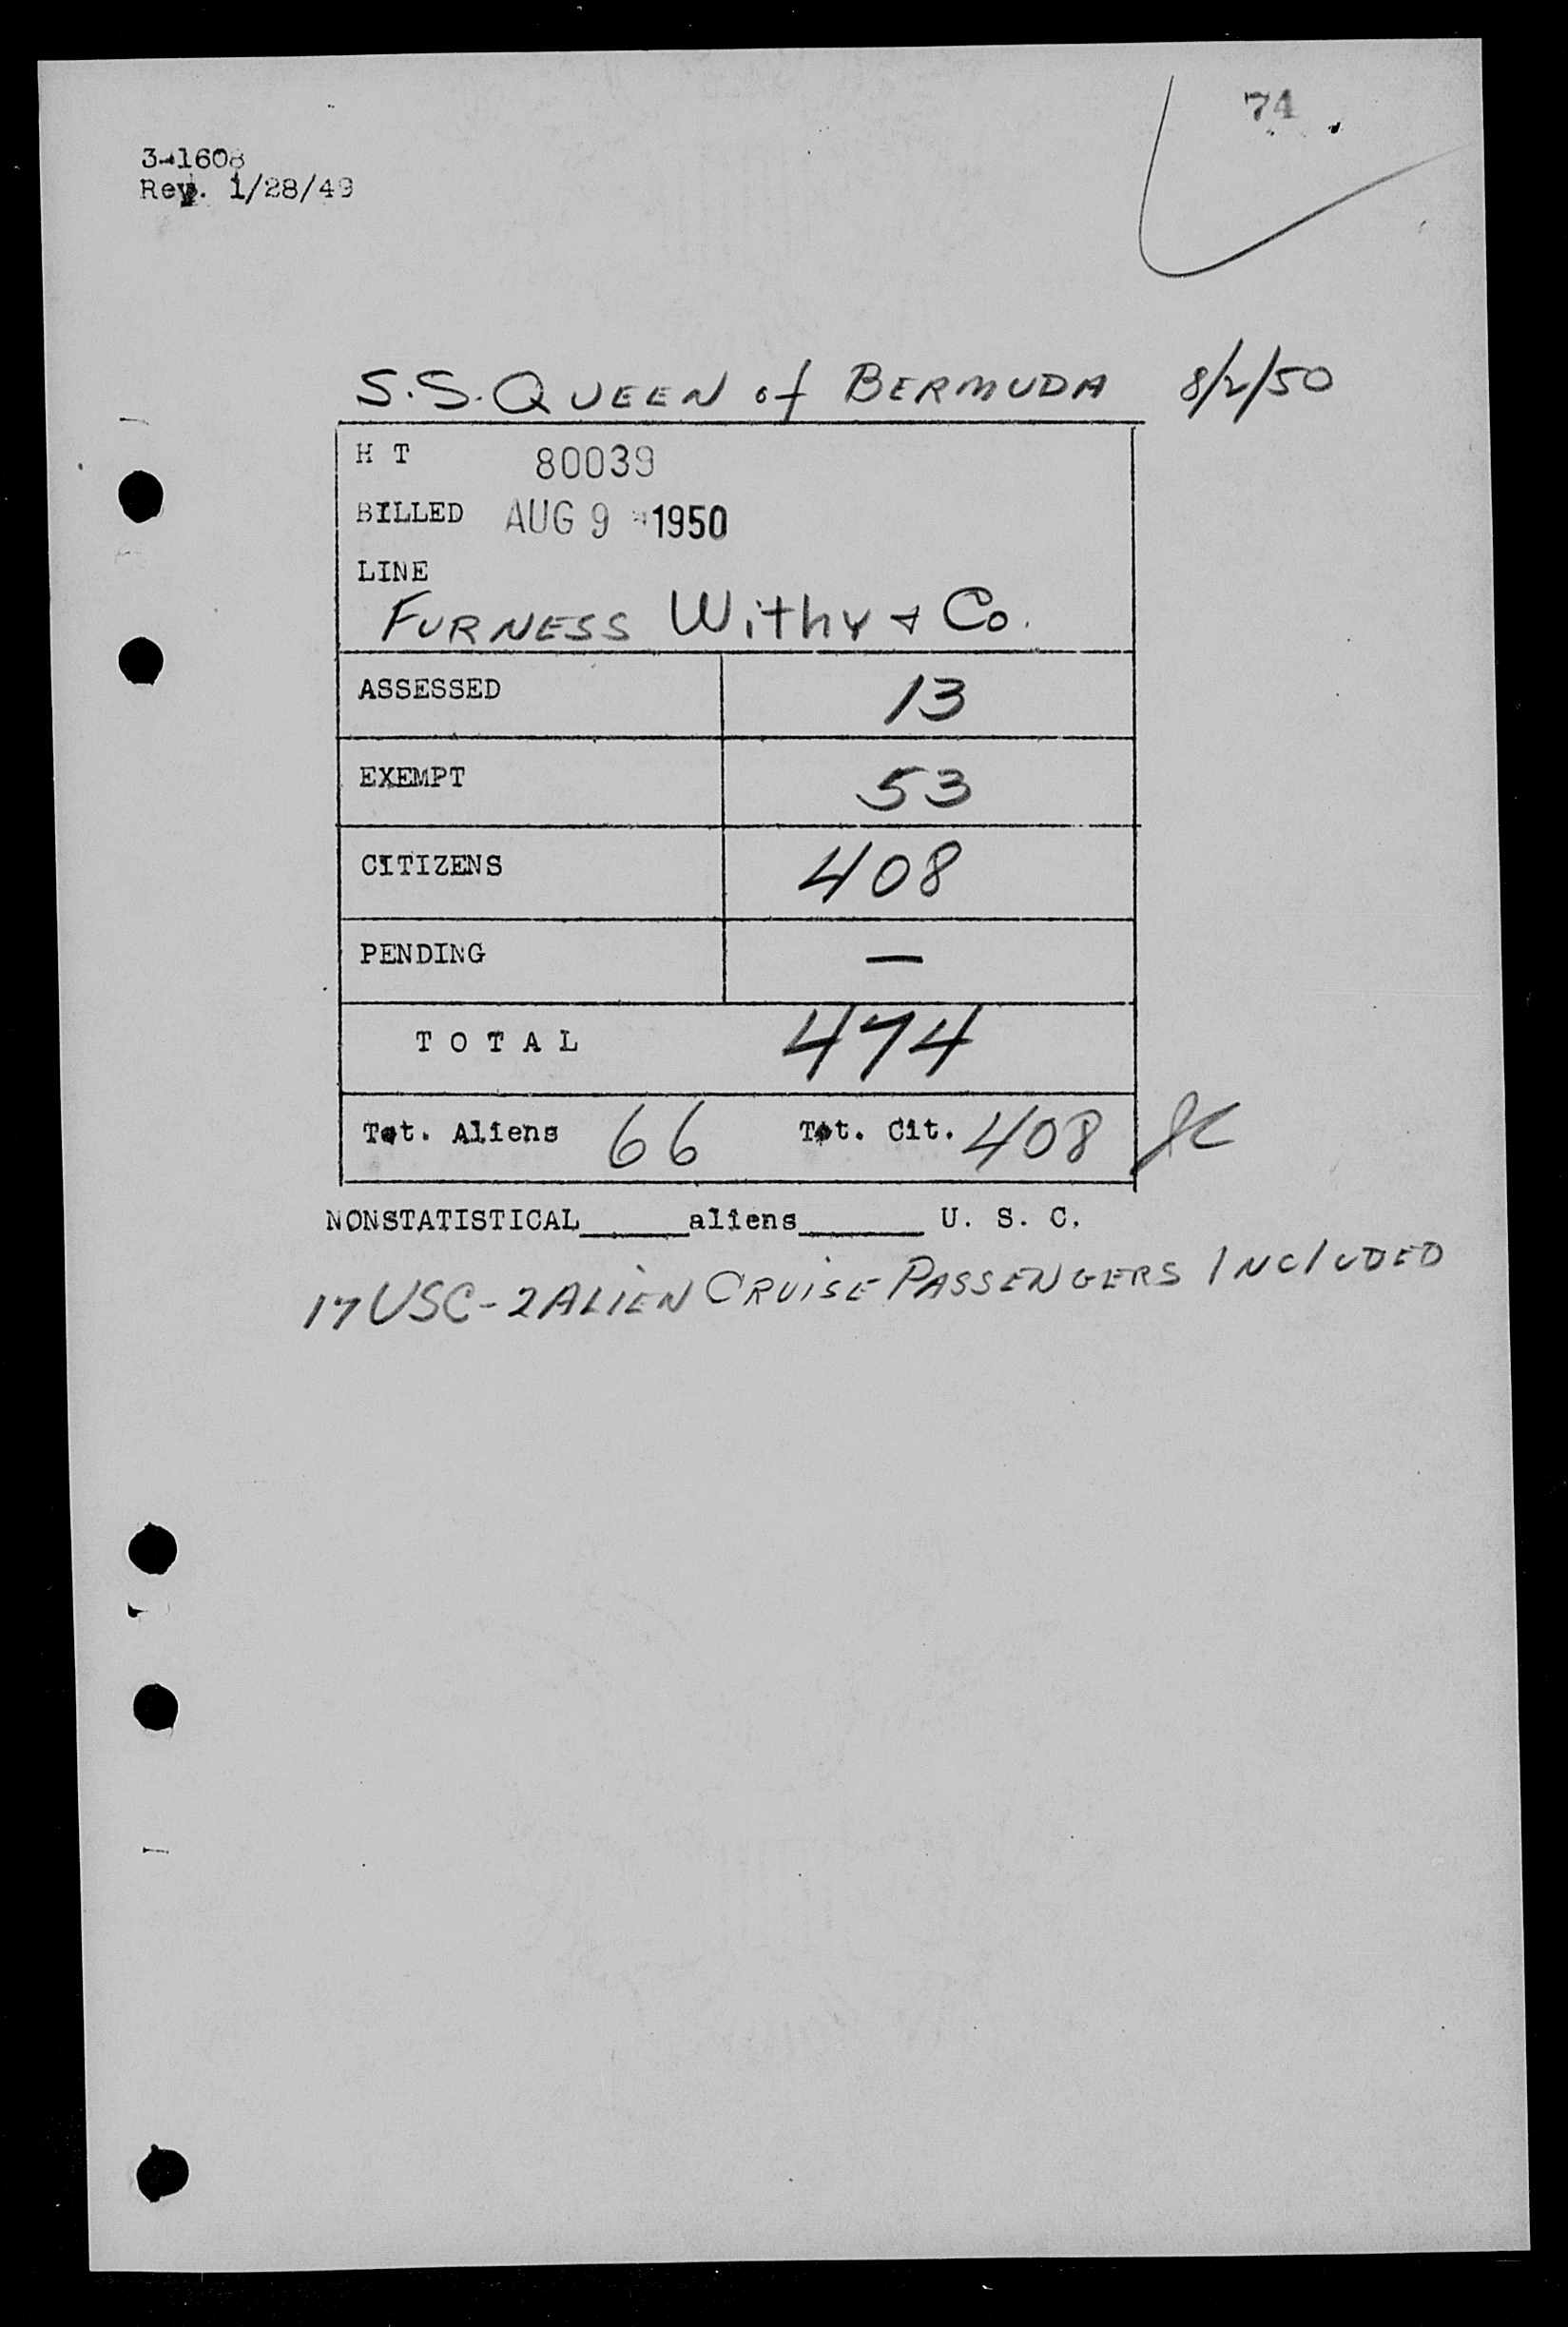 74
3-1608
Rev. 1/28/49
S.S. QUEEN of BERMUDA 8/2/50
H T 80039
BILLED AUG 9 1950
LINE
FURNESS Withy & Co.
ASSESSED 13
EXEMPT 53
CITIZENS 408
PENDING —
TOTAL 474
Tot. Aliens 66 Tot. Cit. 408
NONSTATISTICAL_____aliens______ U. S. C.
17 USC - 2 ALIEN CRUISE PASSENGERS INCLUDED